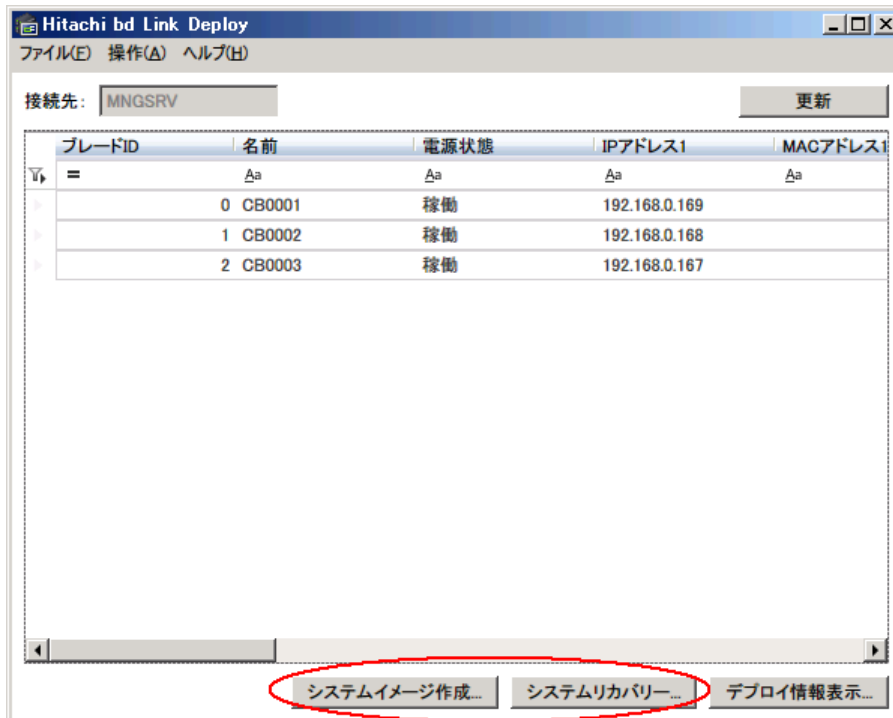 Hitachi bd Link Deploy
ファイル(F) 操作(A) ヘルプ(H)
接続先: MNGSRV 更新
ブレードID 名前 電源状態 IPアドレス1 MACアドレス1
= Aa Aa Aa Aa
0 CB0001 稼働 192.168.0.169
1 CB0002 稼働 192.168.0.168
2 CB0003 稼働 192.168.0.167
システムイメージ作成... システムリカバリー... デプロイ情報表示...